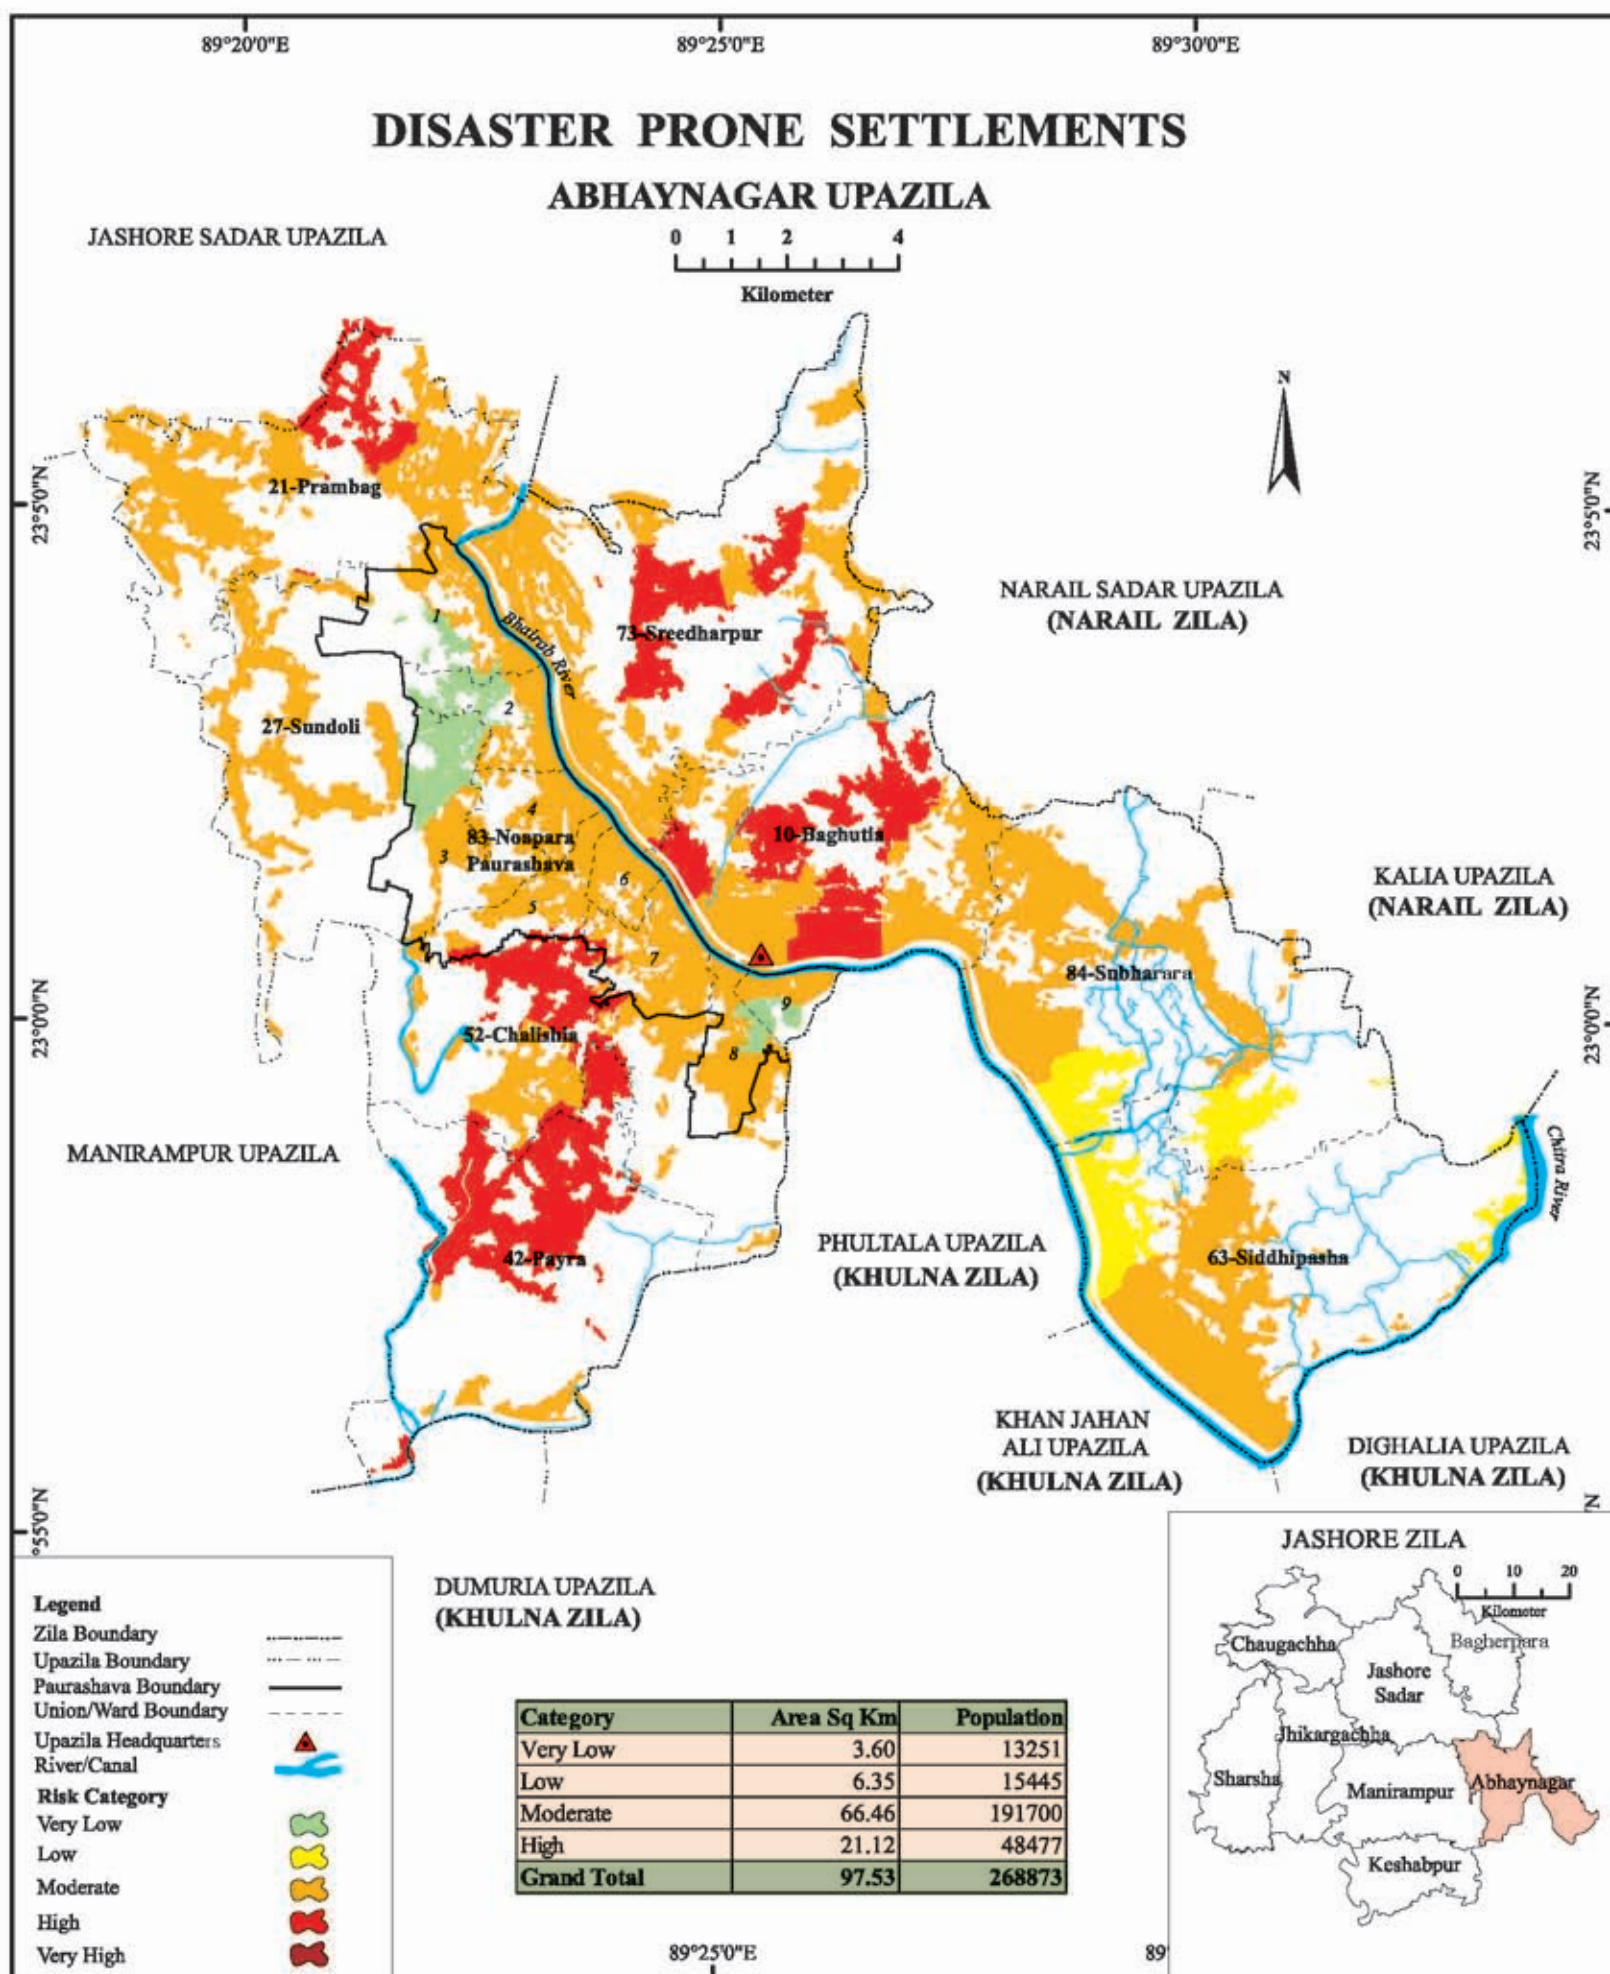 89°20'0"E 89°25'0"E 89°30'0"E
DISASTER PRONE SETTLEMENTS
ABHAYNAGAR UPAZILA
JASHORE SADAR UPAZILA
0 1 2 4
Kilometer
N
21-Prambag
23°5'0"N
23°5'0"N
NARAIL SADAR UPAZILA
(NARAIL ZILA)
1
Bhairub River
73-Sreedharpur
2
27-Sundoli
4
83-Noapara
Paurashava
3
10-Baghutia
6
5
KALIA UPAZILA
(NARAIL ZILA)
7
84-Subharara
9
23°0'0"N
23°0'0"N
52-Chalishia
8
MANIRAMPUR UPAZILA
Chitra River
PHULTALA UPAZILA
(KHULNA ZILA)
42-Payra
63-Siddhipasha
KHAN JAHAN
ALI UPAZILA
(KHULNA ZILA)
DIGHALIA UPAZILA
(KHULNA ZILA)
°55'0"N
N
DUMURIA UPAZILA
(KHULNA ZILA)
Legend
Zila Boundary
Upazila Boundary
Paurashava Boundary
Union/Ward Boundary
Upazila Headquarters
River/Canal
Risk Category
Very Low
Low
Moderate
High
Very High
Category Area Sq Km Population
Very Low 3.60 13251
Low 6.35 15445
Moderate 66.46 191700
High 21.12 48477
Grand Total 97.53 268873
JASHORE ZILA
0 10 20
Kilometer
Chaugachha
Bagherpara
Jashore
Sadar
Jhikargachha
Sharsha
Manirampur
Abhaynagar
Keshabpur
89°25'0"E
89°